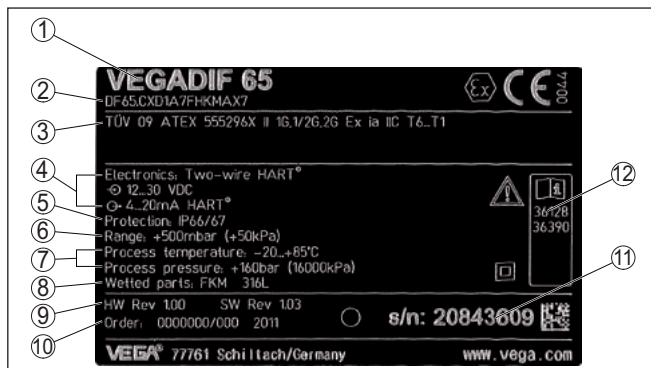 1
VEGADIF 65
2
DF65.CXD1A7FHKMAX7
Ex CE 0044
3
TÜV 09 ATEX 555296X II 1G,1/2G,2G Ex ia IIC T6...T1
4
Electronics: Two-wire HART®
12...30 VDC
4...20mA HART®
12
i
36128
36390
5
Protection: IP66/67
6
Range: +500mbar (+50kPa)
7
Process temperature: -20...+85°C
Process pressure: +160bar (16000kPa)
8
Wetted parts: FKM 316L
11
9
HW Rev 1.00 SW Rev 1.03
10
Order: 0000000/000 2011
s/n: 20843609
VEGA® 77761 Schiltach/Germany www.vega.com